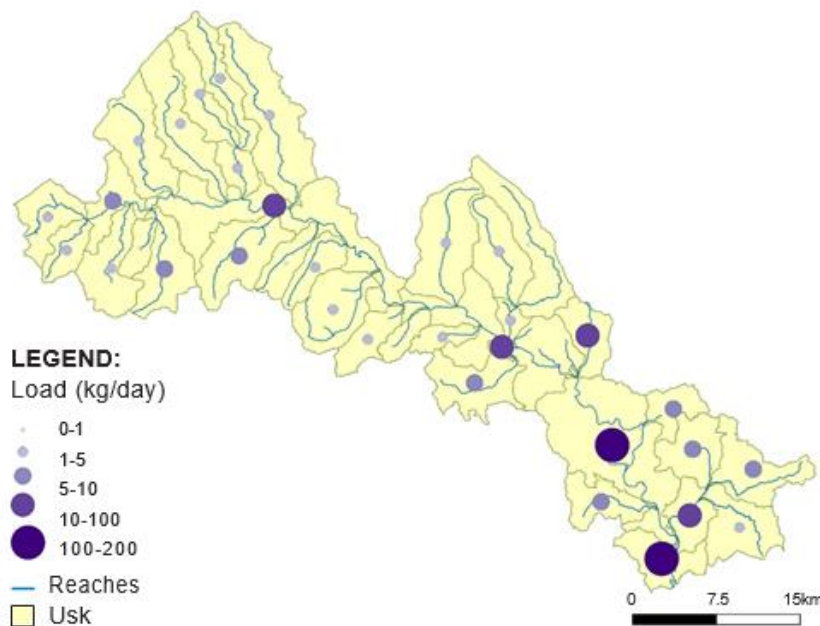 LEGEND:
Load (kg/day)
0-1
1-5
5-10
10-100
100-200
Reaches
Usk
0 7.5 15km